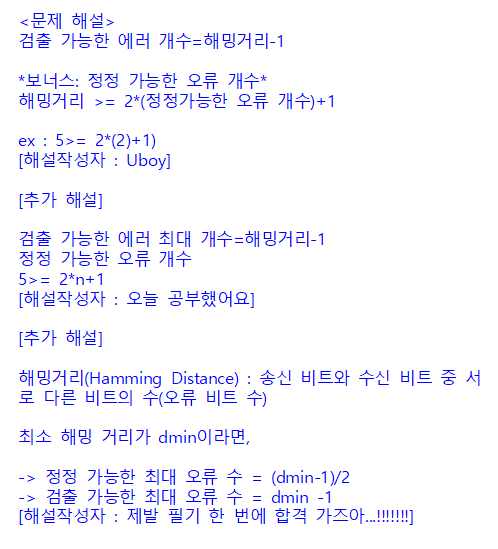 <문제 해설>
검출 가능한 에러 개수=해밍거리-1
*보너스: 정정 가능한 오류 개수*
해밍거리 >= 2*(정정가능한 오류 개수)+1
ex : 5>= 2*(2)+1)
[해설작성자 : Uboy]
[추가 해설]
검출 가능한 에러 최대 개수=해밍거리-1
정정 가능한 오류 개수
5>= 2*n+1
[해설작성자 : 오늘 공부했어요]
[추가 해설]
해밍거리(Hamming Distance) : 송신 비트와 수신 비트 중 서
로 다른 비트의 수(오류 비트 수)
최소 해밍 거리가 dmin이라면,
-> 정정 가능한 최대 오류 수 = (dmin-1)/2
-> 검출 가능한 최대 오류 수 = dmin -1
[해설작성자 : 제발 필기 한 번에 합격 가즈아...!!!!!!!]